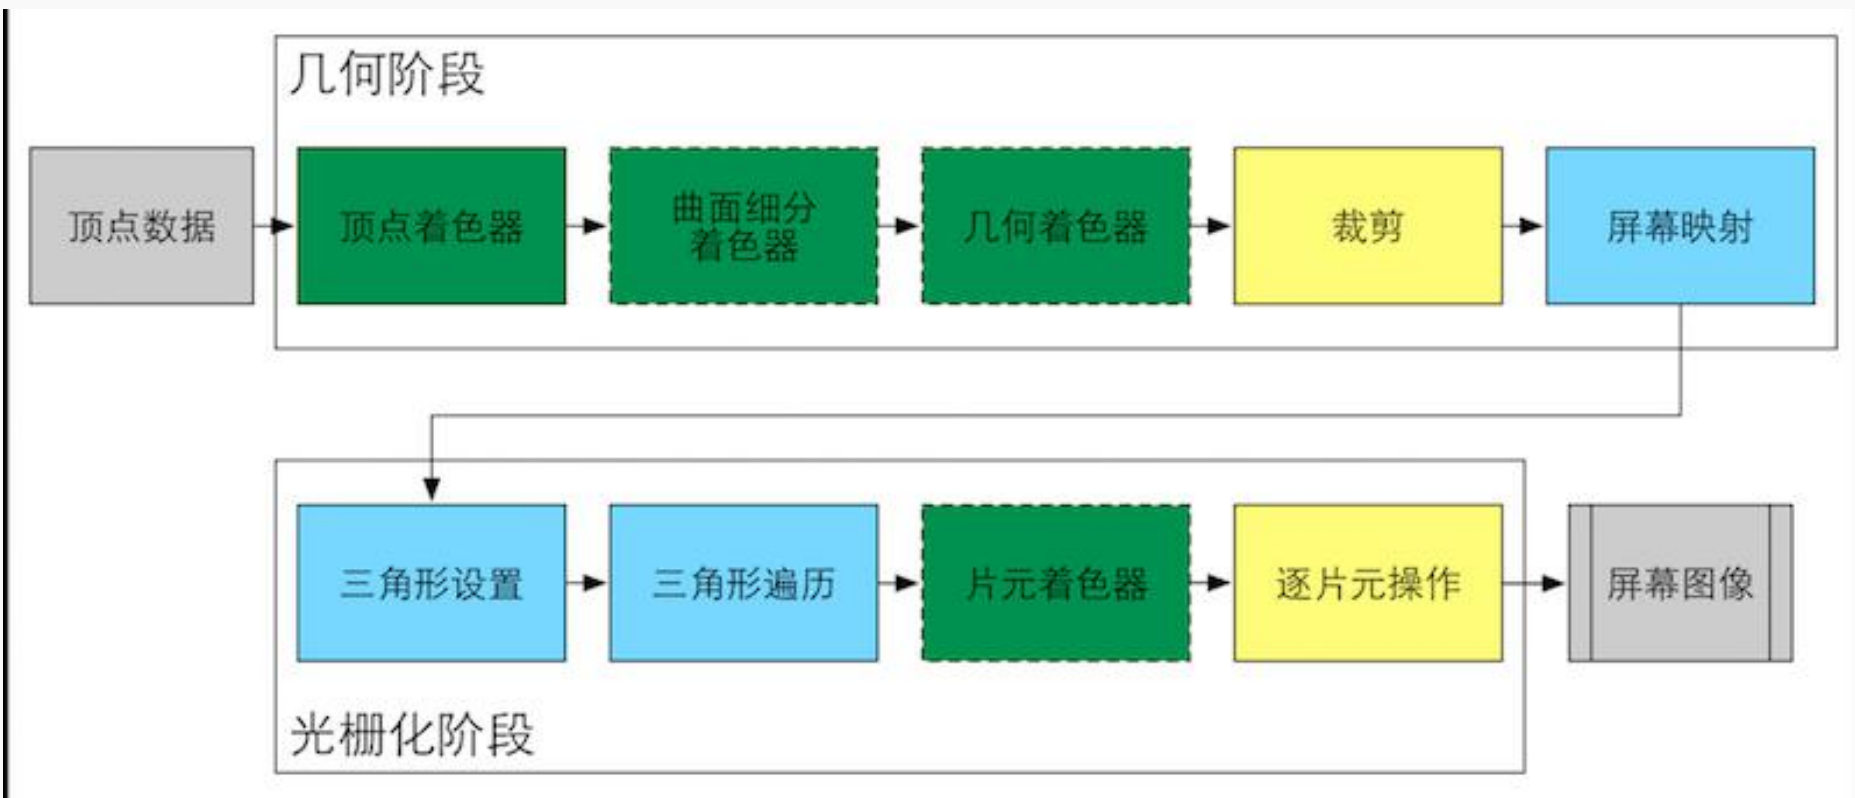 几何阶段
顶点数据
顶点着色器
曲面细分
着色器
几何着色器
裁剪
屏幕映射
三角形设置
三角形遍历
片元着色器
逐片元操作
屏幕图像
光栅化阶段